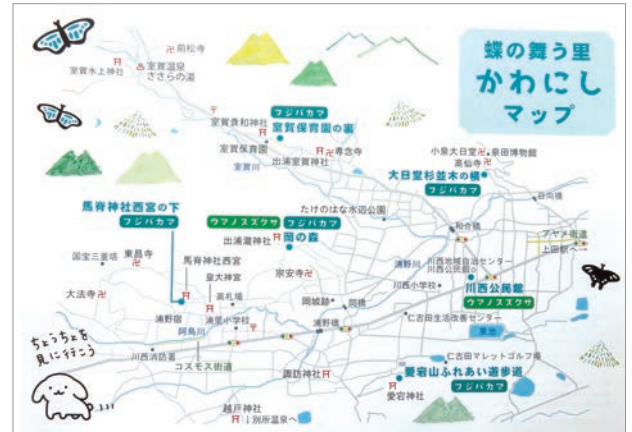 蝶の舞う里
かわにし
マップ
前松寺
室賀水上神社
室賀温泉
ささらの湯
フジバカマ
室賀貴和神社
室賀保育園の裏
室賀保育園
専念寺
出浦室賀神社
室賀川
小泉大日堂
泉田博物館
高仙寺
大日堂杉並木の横
フジバカマ
日向橋
馬脊神社西宮の下
フジバカマ
ウマノスズクサ
フジバカマ
岡の森
出浦瀧神社
たけのはな水辺公園
和合橋
アヤメ街道
上田駅へ→
国宝三重塔
東昌寺
馬脊神社西宮
皇大神宮
宗安寺
浦野川
川西地域自治センター
川西公民館
川西公民館
ウマノスズクサ
川西小学校
大法寺
高札場
岡城跡
岡橋
浦野宿
浦里小学校
浦野橋
仁古田生活改善センター
東池
阿鳥川
ちょうちょを
見に行こう
川西消防署
コスモス街道
諏訪神社
仁古田マレットゴルフ場
愛宕山ふれあい遊歩道
フジバカマ
愛宕神社
越戸神社
↓別所温泉へ